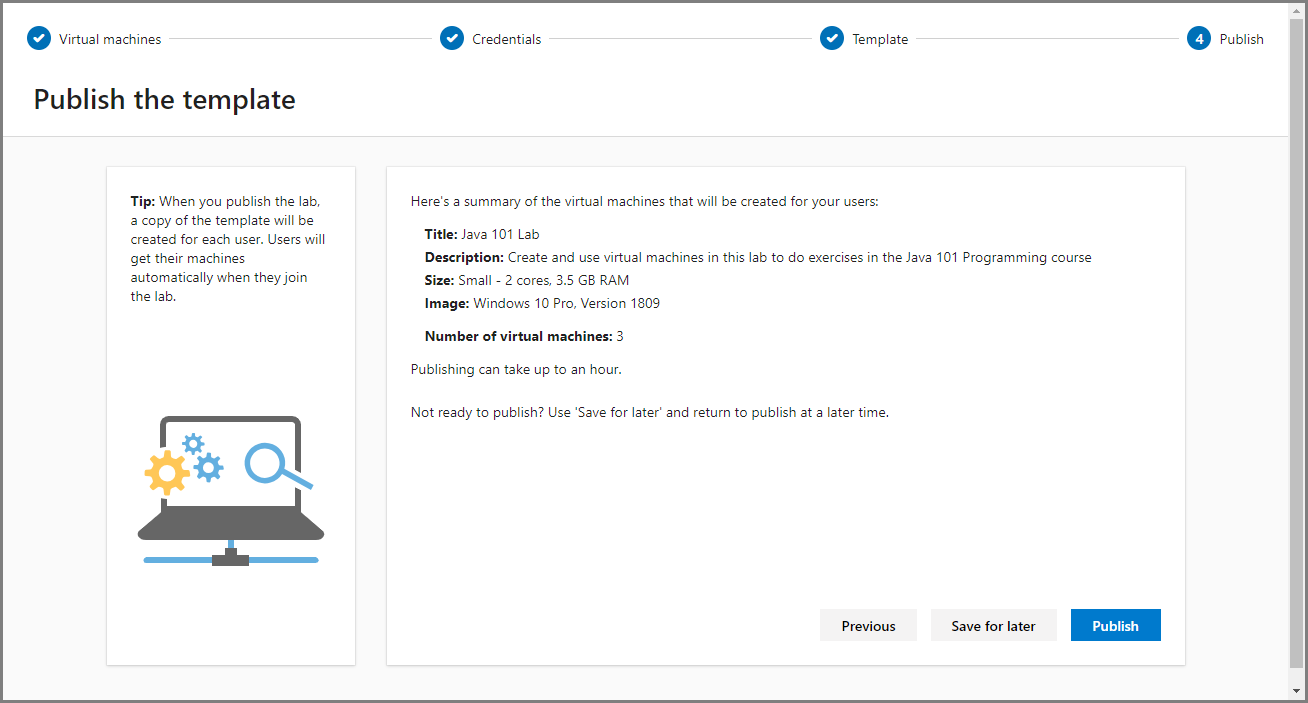 Virtual machines
Credentials
Template
4 Publish
Publish the template
Tip: When you publish the lab,
a copy of the template will be
created for each user. Users will
get their machines
automatically when they join
the lab.
Here's a summary of the virtual machines that will be created for your users:
Title: Java 101 Lab
Description: Create and use virtual machines in this lab to do exercises in the Java 101 Programming course
Size: Small - 2 cores, 3.5 GB RAM
Image: Windows 10 Pro, Version 1809
Number of virtual machines: 3
Publishing can take up to an hour.
Not ready to publish? Use 'Save for later' and return to publish at a later time.
Previous
Save for later
Publish